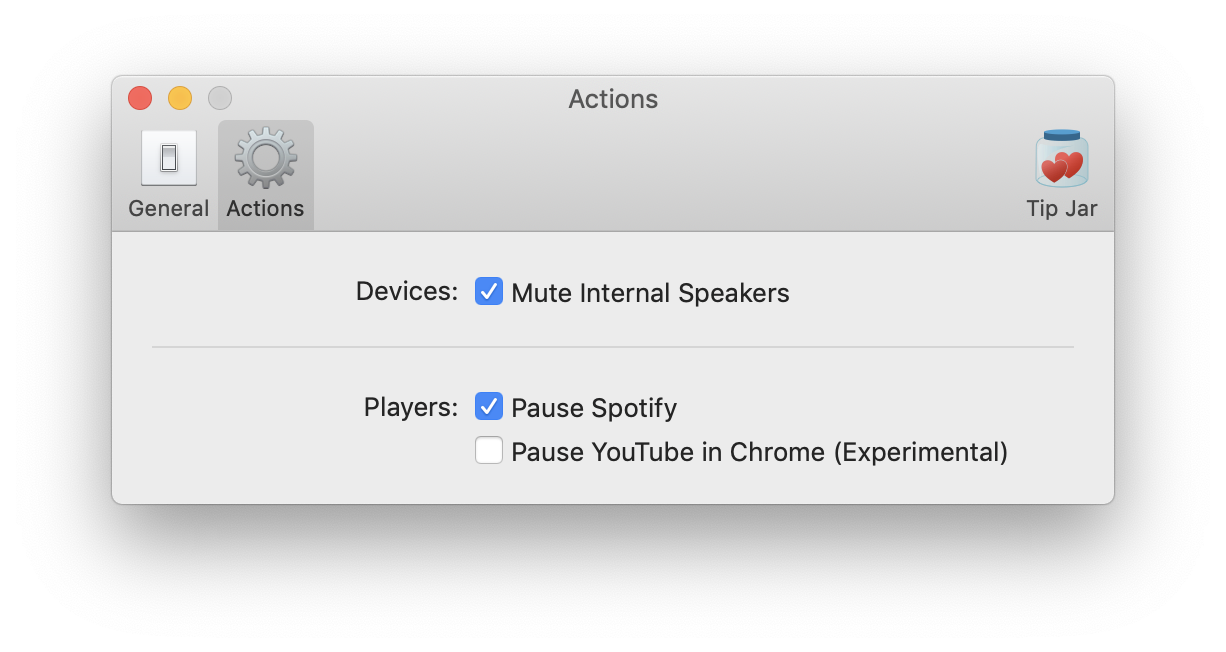 Actions
General
Actions
Tip Jar
Devices: Mute Internal Speakers
Players: Pause Spotify
Pause YouTube in Chrome (Experimental)